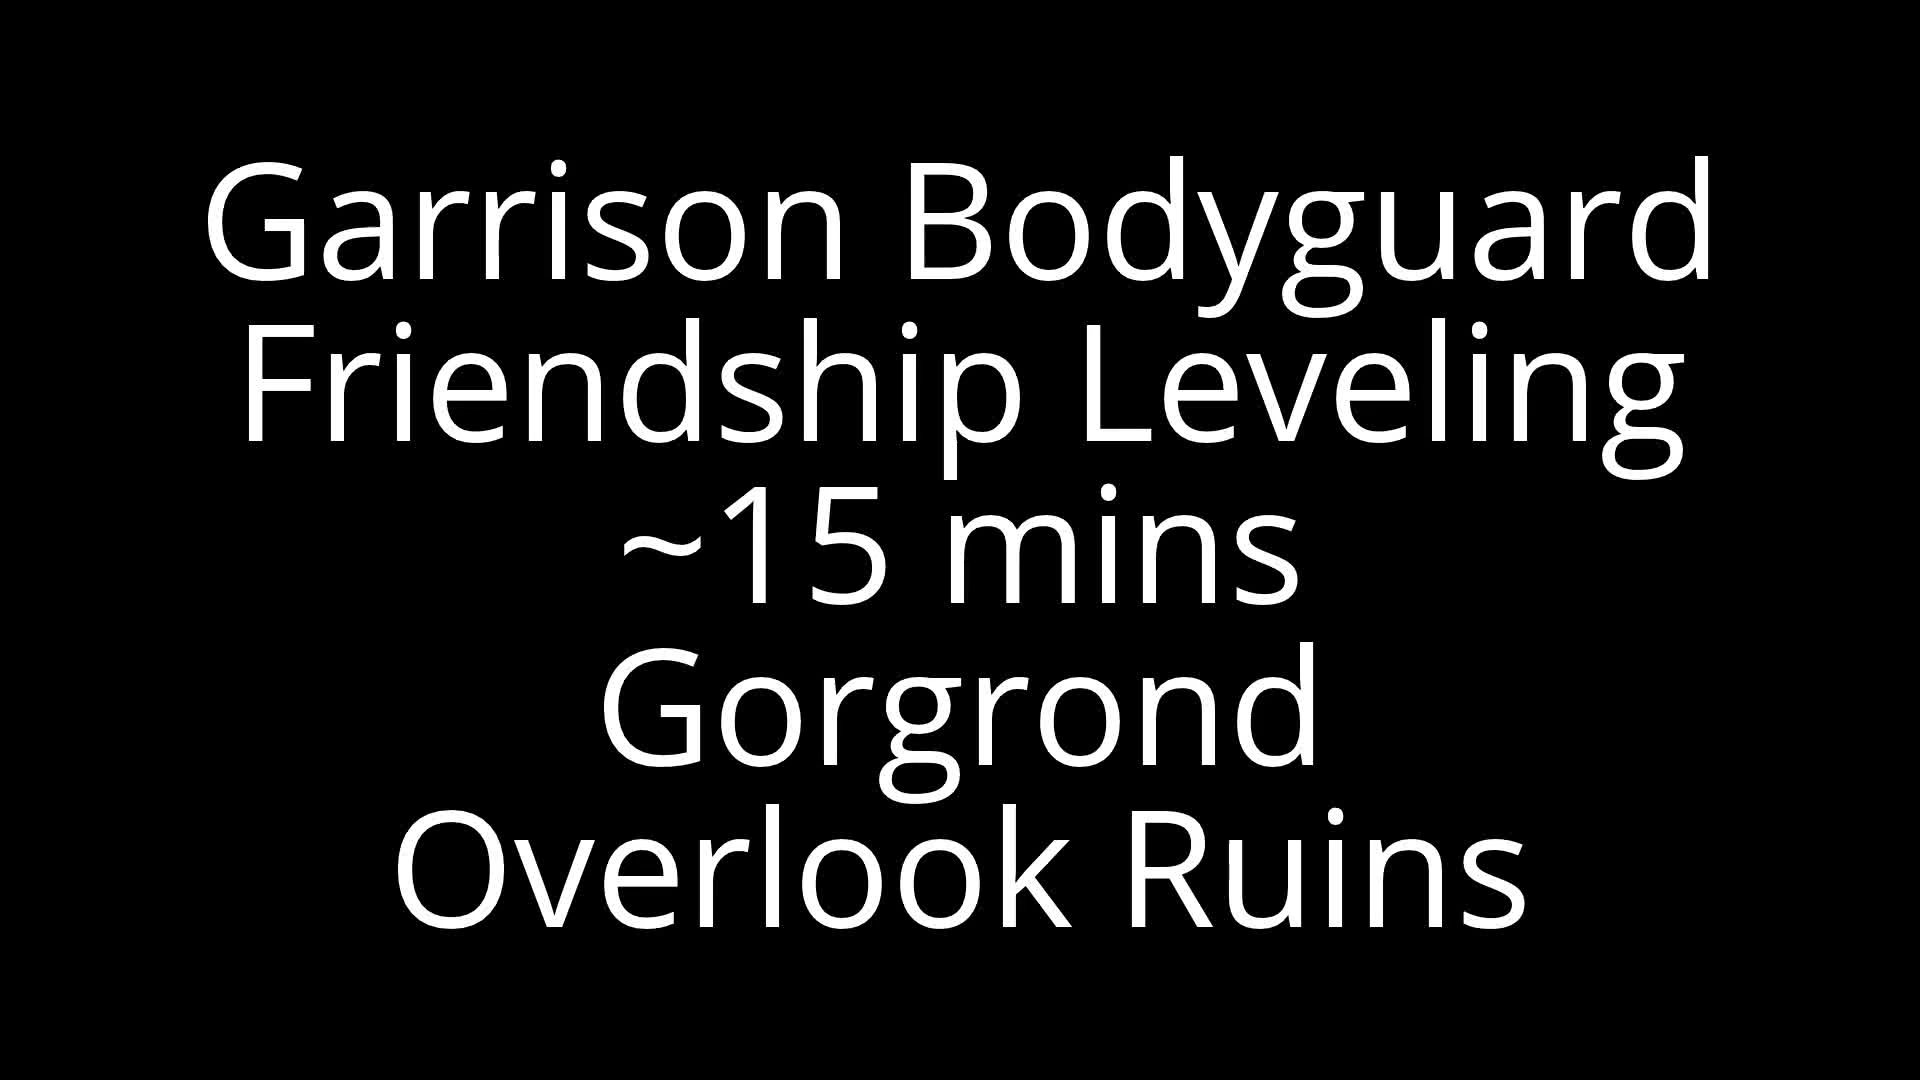 Garrison Bodyguard
Friendship Leveling
~15 mins
Gorgrond
Overlook Ruins